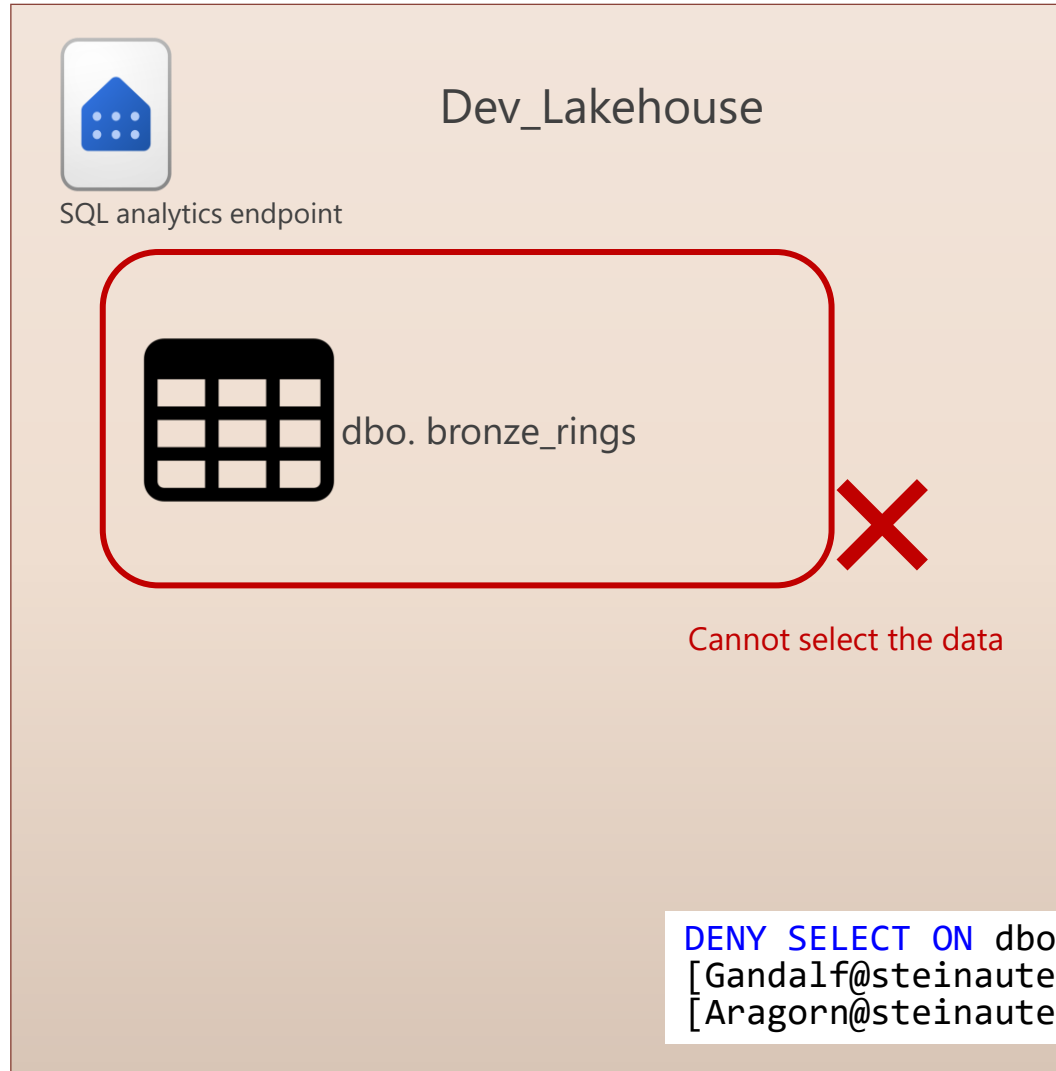 Dev_Lakehouse
SQL analytics endpoint
dbo. bronze_rings
Cannot select the data
DENY SELECT ON dbo
[Gandalf@steinaute
[Aragorn@steinaute